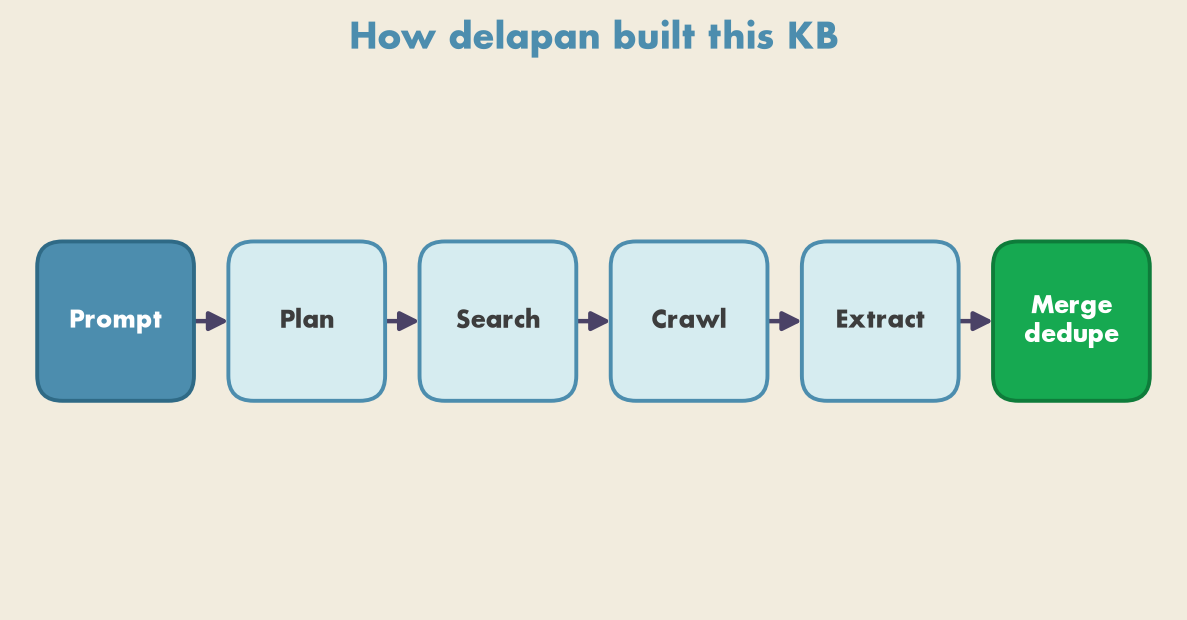 How delapan built this KB
Prompt
Plan
Search
Crawl
Extract
Merge
dedupe